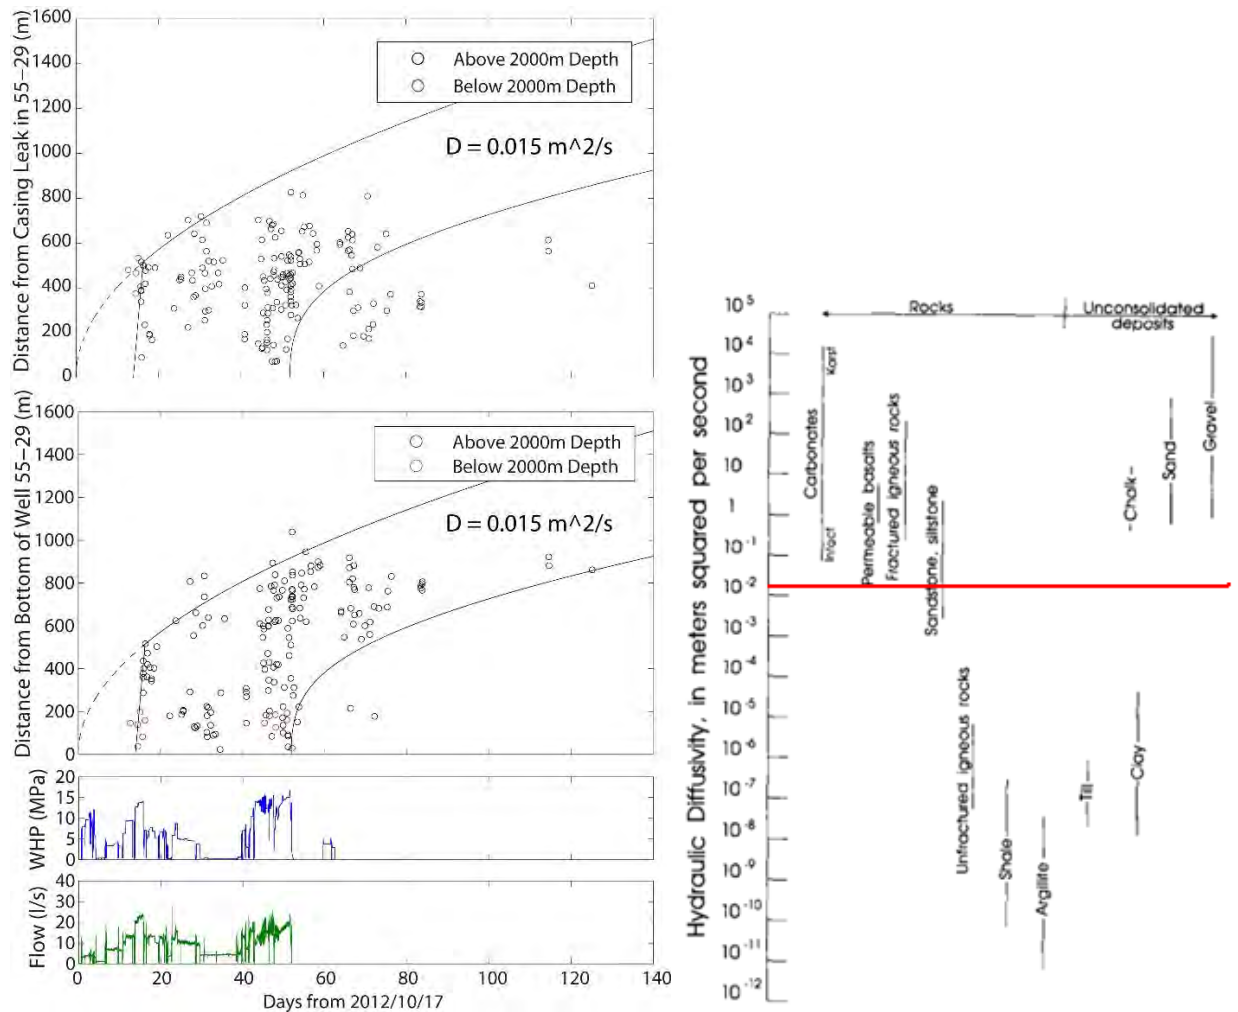 Distance from Casing Leak in 55-29 (m)
1600
1400
1200
1000
800
600
400
200
0
Above 2000m Depth
Below 2000m Depth
D = 0.015 m^2/s
Distance from Bottom of Well 55-29 (m)
1600
1400
1200
1000
800
600
400
200
0
Above 2000m Depth
Below 2000m Depth
D = 0.015 m^2/s
WHP (MPa)
20
15
10
5
0
Flow (l/s)
40
30
20
10
0
0 20 40 60 80 100 120 140
Days from 2012/10/17
Hydraulic Diffusivity, in meters squared per second
10^5
10^4
10^3
10^2
10
1
10^-1
10^-2
10^-3
10^-4
10^-5
10^-6
10^-7
10^-8
10^-9
10^-10
10^-11
10^-12
Rocks
Unconsolidated
deposits
Carbonates
Karst
Intact
Permeable basalts
Fractured igneous rocks
Sandstone, siltstone
Unfractured igneous rocks
Shale
Argillite
Till
Chalk
Clay
Sand
Gravel